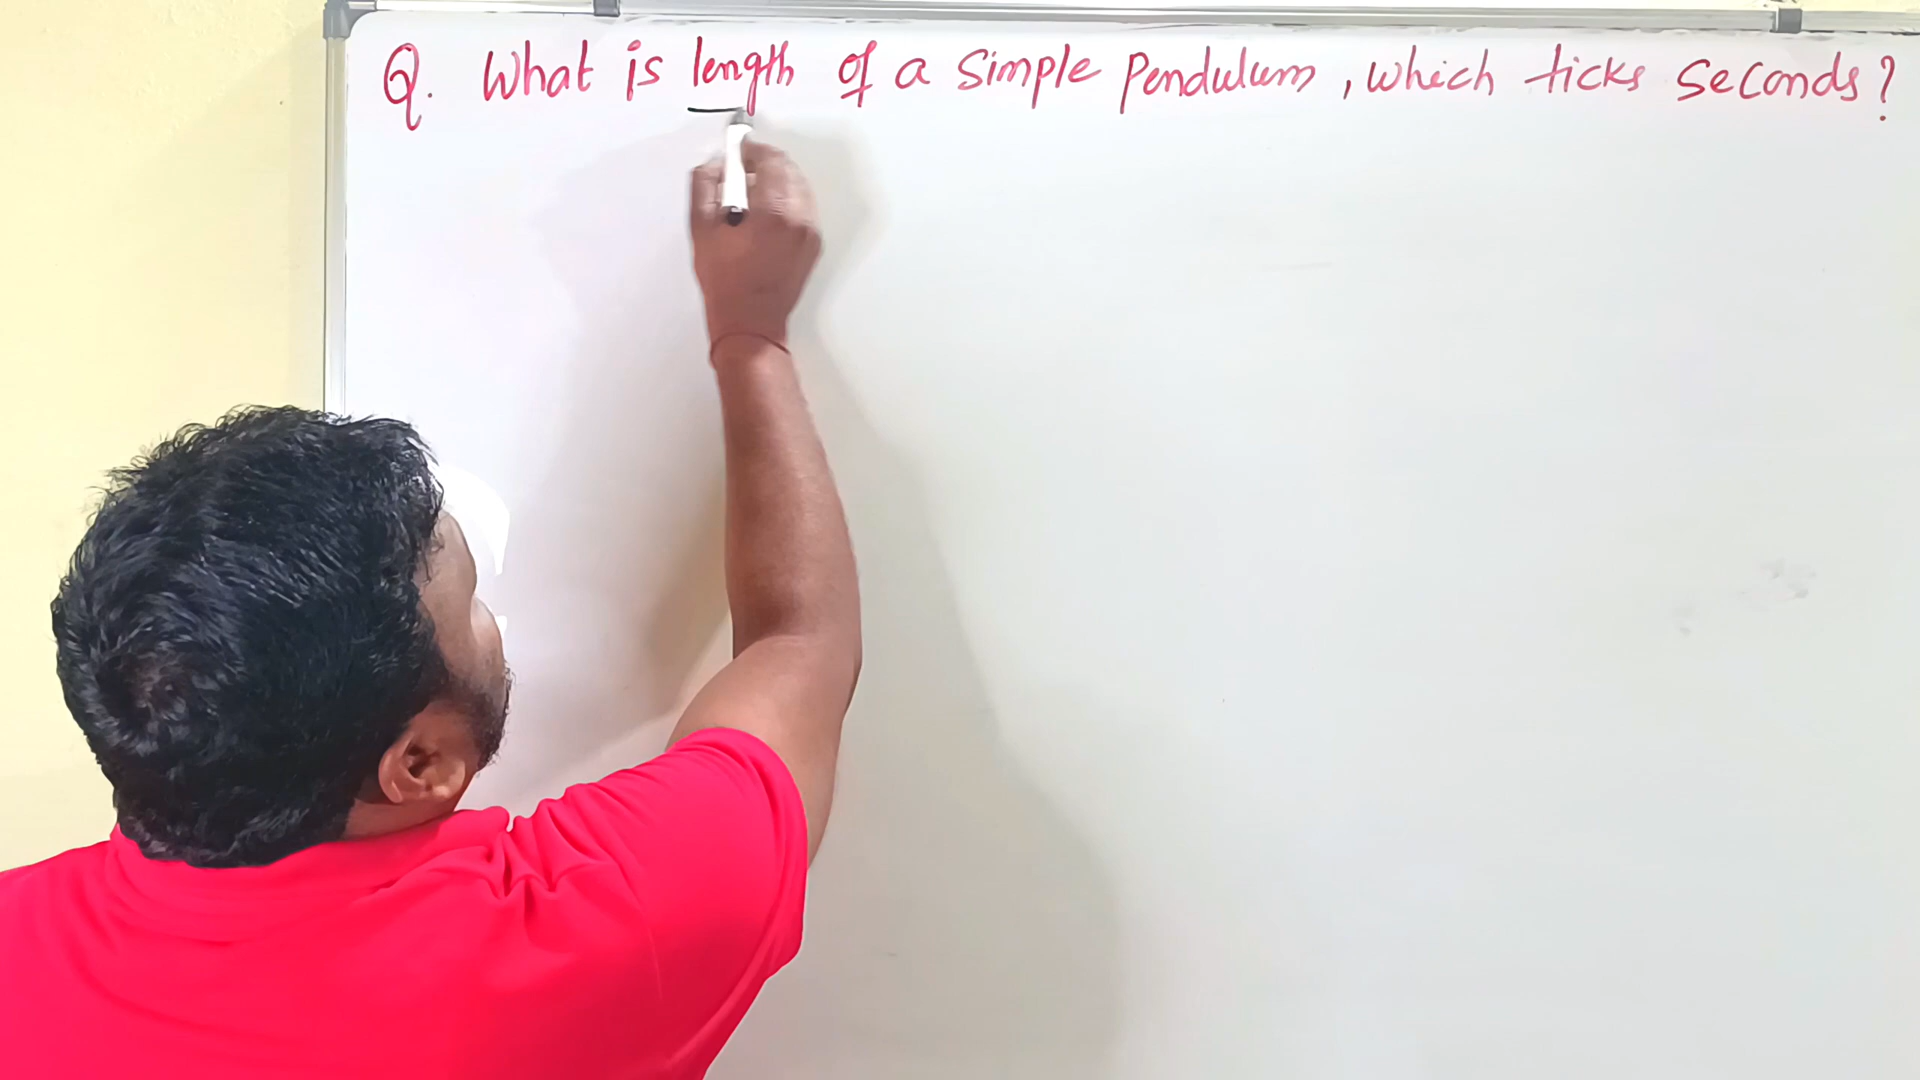 Q. What is length of a Simple Pendulum, which ticks seconds?